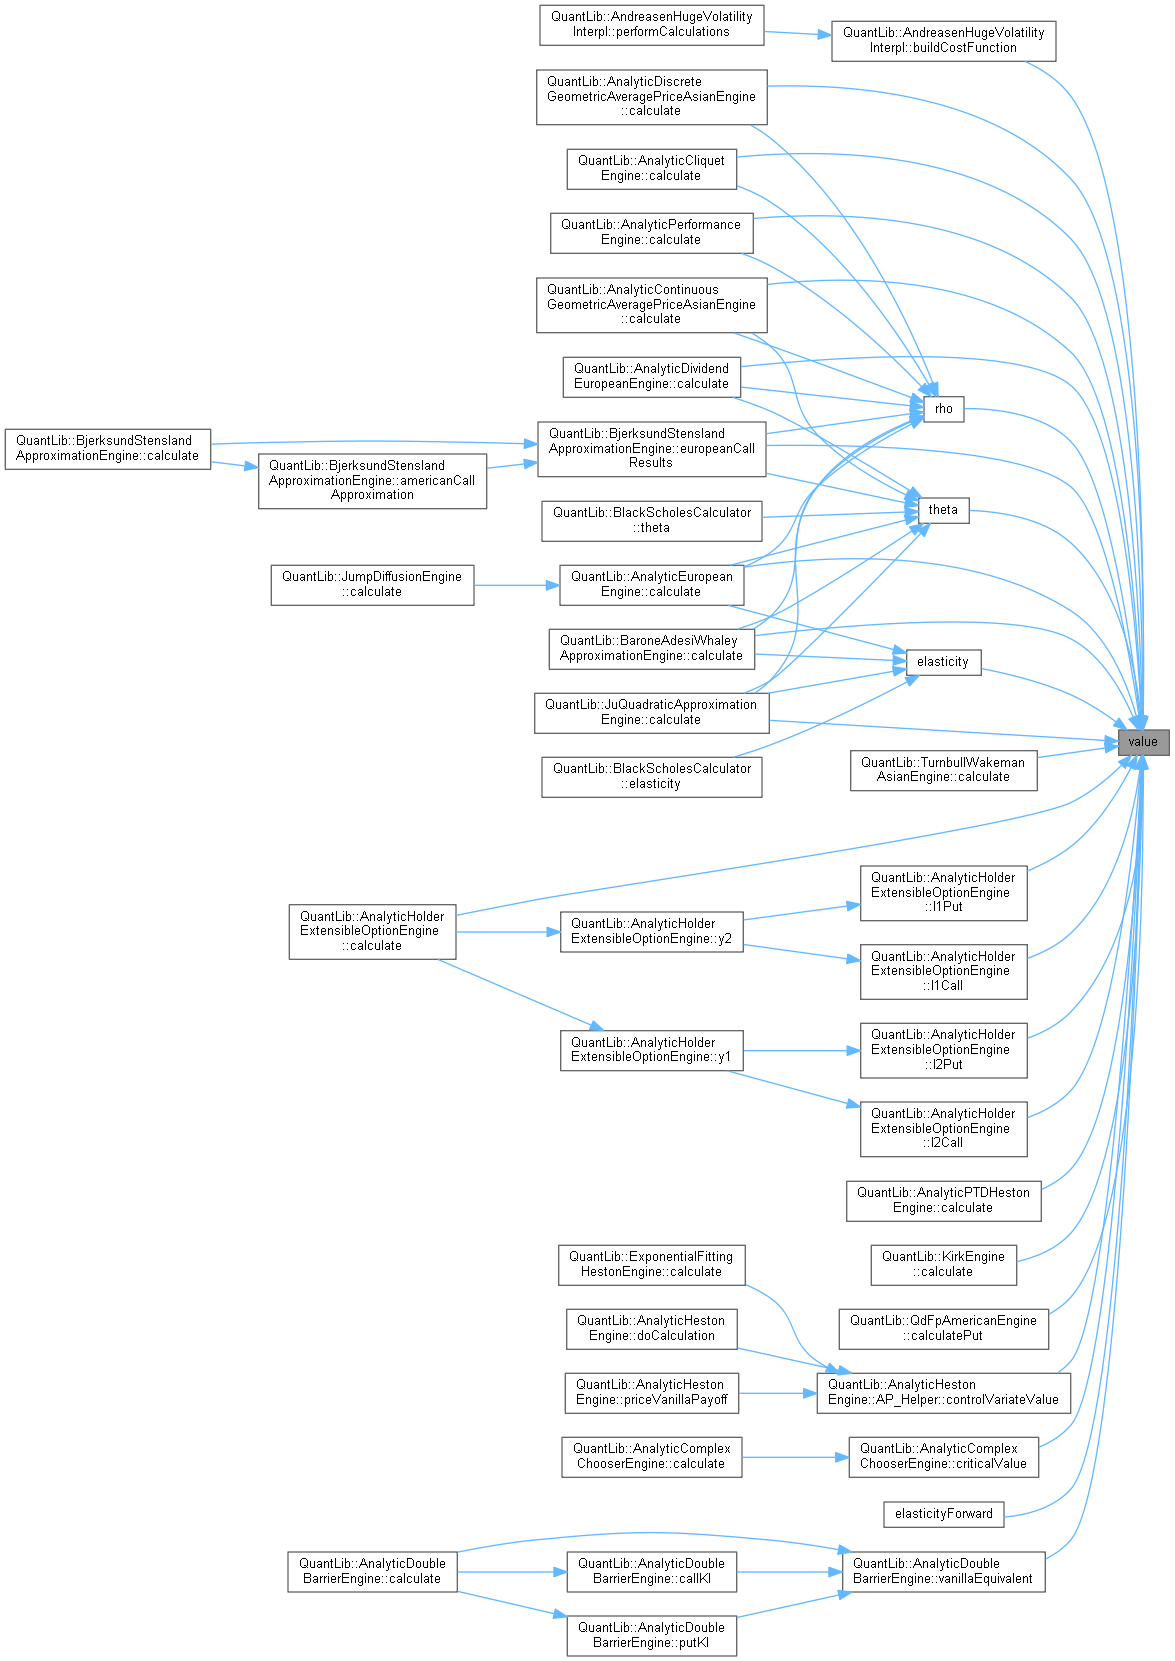 QuantLib::AndreasenHugeVolatility
Interpl::performCalculations
QuantLib::AndreasenHugeVolatility
Interpl::buildCostFunction
QuantLib::AnalyticDiscrete
GeometricAveragePriceAsianEngine
::calculate
QuantLib::AnalyticCliquet
Engine::calculate
QuantLib::AnalyticPerformance
Engine::calculate
QuantLib::AnalyticContinuous
GeometricAveragePriceAsianEngine
::calculate
QuantLib::AnalyticDividend
EuropeanEngine::calculate
rho
QuantLib::BjerksundStensland
ApproximationEngine::calculate
QuantLib::BjerksundStensland
ApproximationEngine::americanCall
Approximation
QuantLib::BjerksundStensland
ApproximationEngine::europeanCall
Results
QuantLib::BlackScholesCalculator
::theta
theta
QuantLib::JumpDiffusionEngine
::calculate
QuantLib::AnalyticEuropean
Engine::calculate
QuantLib::BaroneAdesiWhaley
ApproximationEngine::calculate
elasticity
QuantLib::JuQuadraticApproximation
Engine::calculate
value
QuantLib::BlackScholesCalculator
::elasticity
QuantLib::TurnbullWakeman
AsianEngine::calculate
QuantLib::AnalyticHolder
ExtensibleOptionEngine
::calculate
QuantLib::AnalyticHolder
ExtensibleOptionEngine::y2
QuantLib::AnalyticHolder
ExtensibleOptionEngine
::I1Put
QuantLib::AnalyticHolder
ExtensibleOptionEngine
::I1Call
QuantLib::AnalyticHolder
ExtensibleOptionEngine::y1
QuantLib::AnalyticHolder
ExtensibleOptionEngine
::I2Put
QuantLib::AnalyticHolder
ExtensibleOptionEngine
::I2Call
QuantLib::AnalyticPTDHeston
Engine::calculate
QuantLib::ExponentialFitting
HestonEngine::calculate
QuantLib::KirkEngine
::calculate
QuantLib::AnalyticHeston
Engine::doCalculation
QuantLib::QdFpAmericanEngine
::calculatePut
QuantLib::AnalyticHeston
Engine::priceVanillaPayoff
QuantLib::AnalyticHeston
Engine::AP_Helper::controlVariateValue
QuantLib::AnalyticComplex
ChooserEngine::calculate
QuantLib::AnalyticComplex
ChooserEngine::criticalValue
elasticityForward
QuantLib::AnalyticDouble
BarrierEngine::calculate
QuantLib::AnalyticDouble
BarrierEngine::callKI
QuantLib::AnalyticDouble
BarrierEngine::vanillaEquivalent
QuantLib::AnalyticDouble
BarrierEngine::putKI